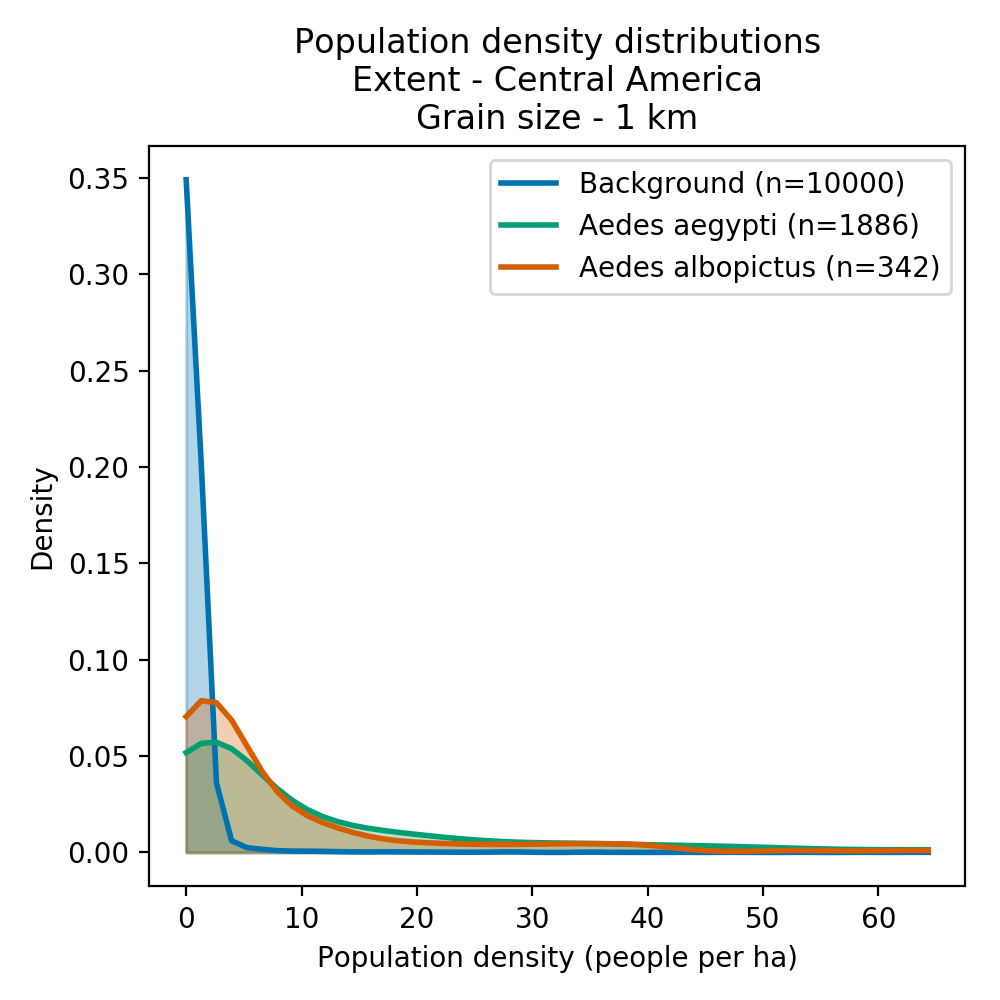 Population density distributions
Extent - Central America
Grain size - 1 km
Background (n=10000)
Aedes aegypti (n=1886)
Aedes albopictus (n=342)
Density
0.35
0.30
0.25
0.20
0.15
0.10
0.05
0.00
0 10 20 30 40 50 60
Population density (people per ha)